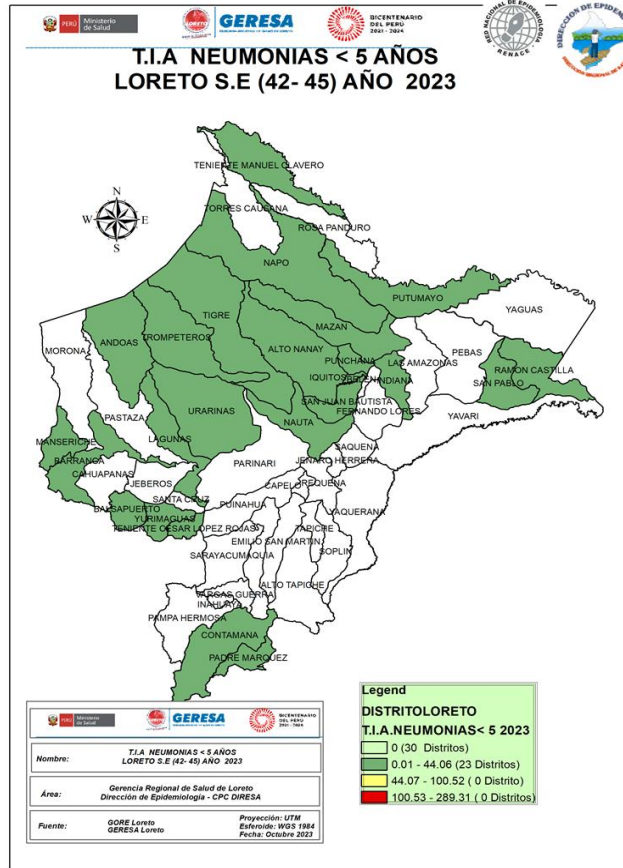 PERÚ Ministerio de Salud
GERESA
BICENTENARIO DEL PERÚ 2021 - 2024
RED NACIONAL DE EPIDEMIOLOGIA
RENACE
T.I.A NEUMONIAS < 5 AÑOS
LORETO S.E (42- 45) AÑO 2023
N
W E
S
TENIENTE MANUEL CLAVERO
TORRES CAUSANA
ROSA PANDURO
NAPO
PUTUMAYO
YAGUAS
TIGRE
MAZAN
ANDOAS
TROMPETEROS
MORONA
ALTO NANAY
PUNCHANA
LAS AMAZONAS
PEBAS
RAMON CASTILLA
IQUITOS
BELEN
INDIANA
SAN PABLO
SAN JUAN BAUTISTA
FERNANDO LORES
PASTAZA
URARINAS
NAUTA
YAVARI
MANSERICHE
LAGUNAS
SAQUENA
BARRANCA
PARINARI
JENARO HERRERA
CAHUAPANAS
JEBEROS
CAPELO
REQUENA
SANTA CRUZ
PUINAHUA
YAQUERANA
BALSAPUERTO
YURIMAGUAS
TENIENTE CESAR LOPEZ ROJAS
EMILIO SAN MARTIN
TAPICHE
SOPLIN
SARAYACU
MAQUIA
ALTO TAPICHE
VARGAS GUERRA
INAHUAYA
PAMPA HERMOSA
CONTAMANA
PADRE MARQUEZ
Legend
DISTRITOLORETO
T.I.A.NEUMONIAS< 5 2023
0 (30 Distritos)
0.01 - 44.06 (23 Distritos)
44.07 - 100.52 ( 0 Distrito)
100.53 - 289.31 ( 0 Distritos)
PERÚ Ministerio de Salud
GERESA
BICENTENARIO DEL PERÚ 2021 - 2024
Nombre: T.I.A NEUMONIAS < 5 AÑOS
LORETO S.E (42- 45) AÑO 2023
Área: Gerencia Regional de Salud de Loreto
Dirección de Epidemiología - CPC DIRESA
Fuente: GORE Loreto
GERESA Loreto
Proyección: UTM
Esferoide: WGS 1984
Fecha: Octubre 2023